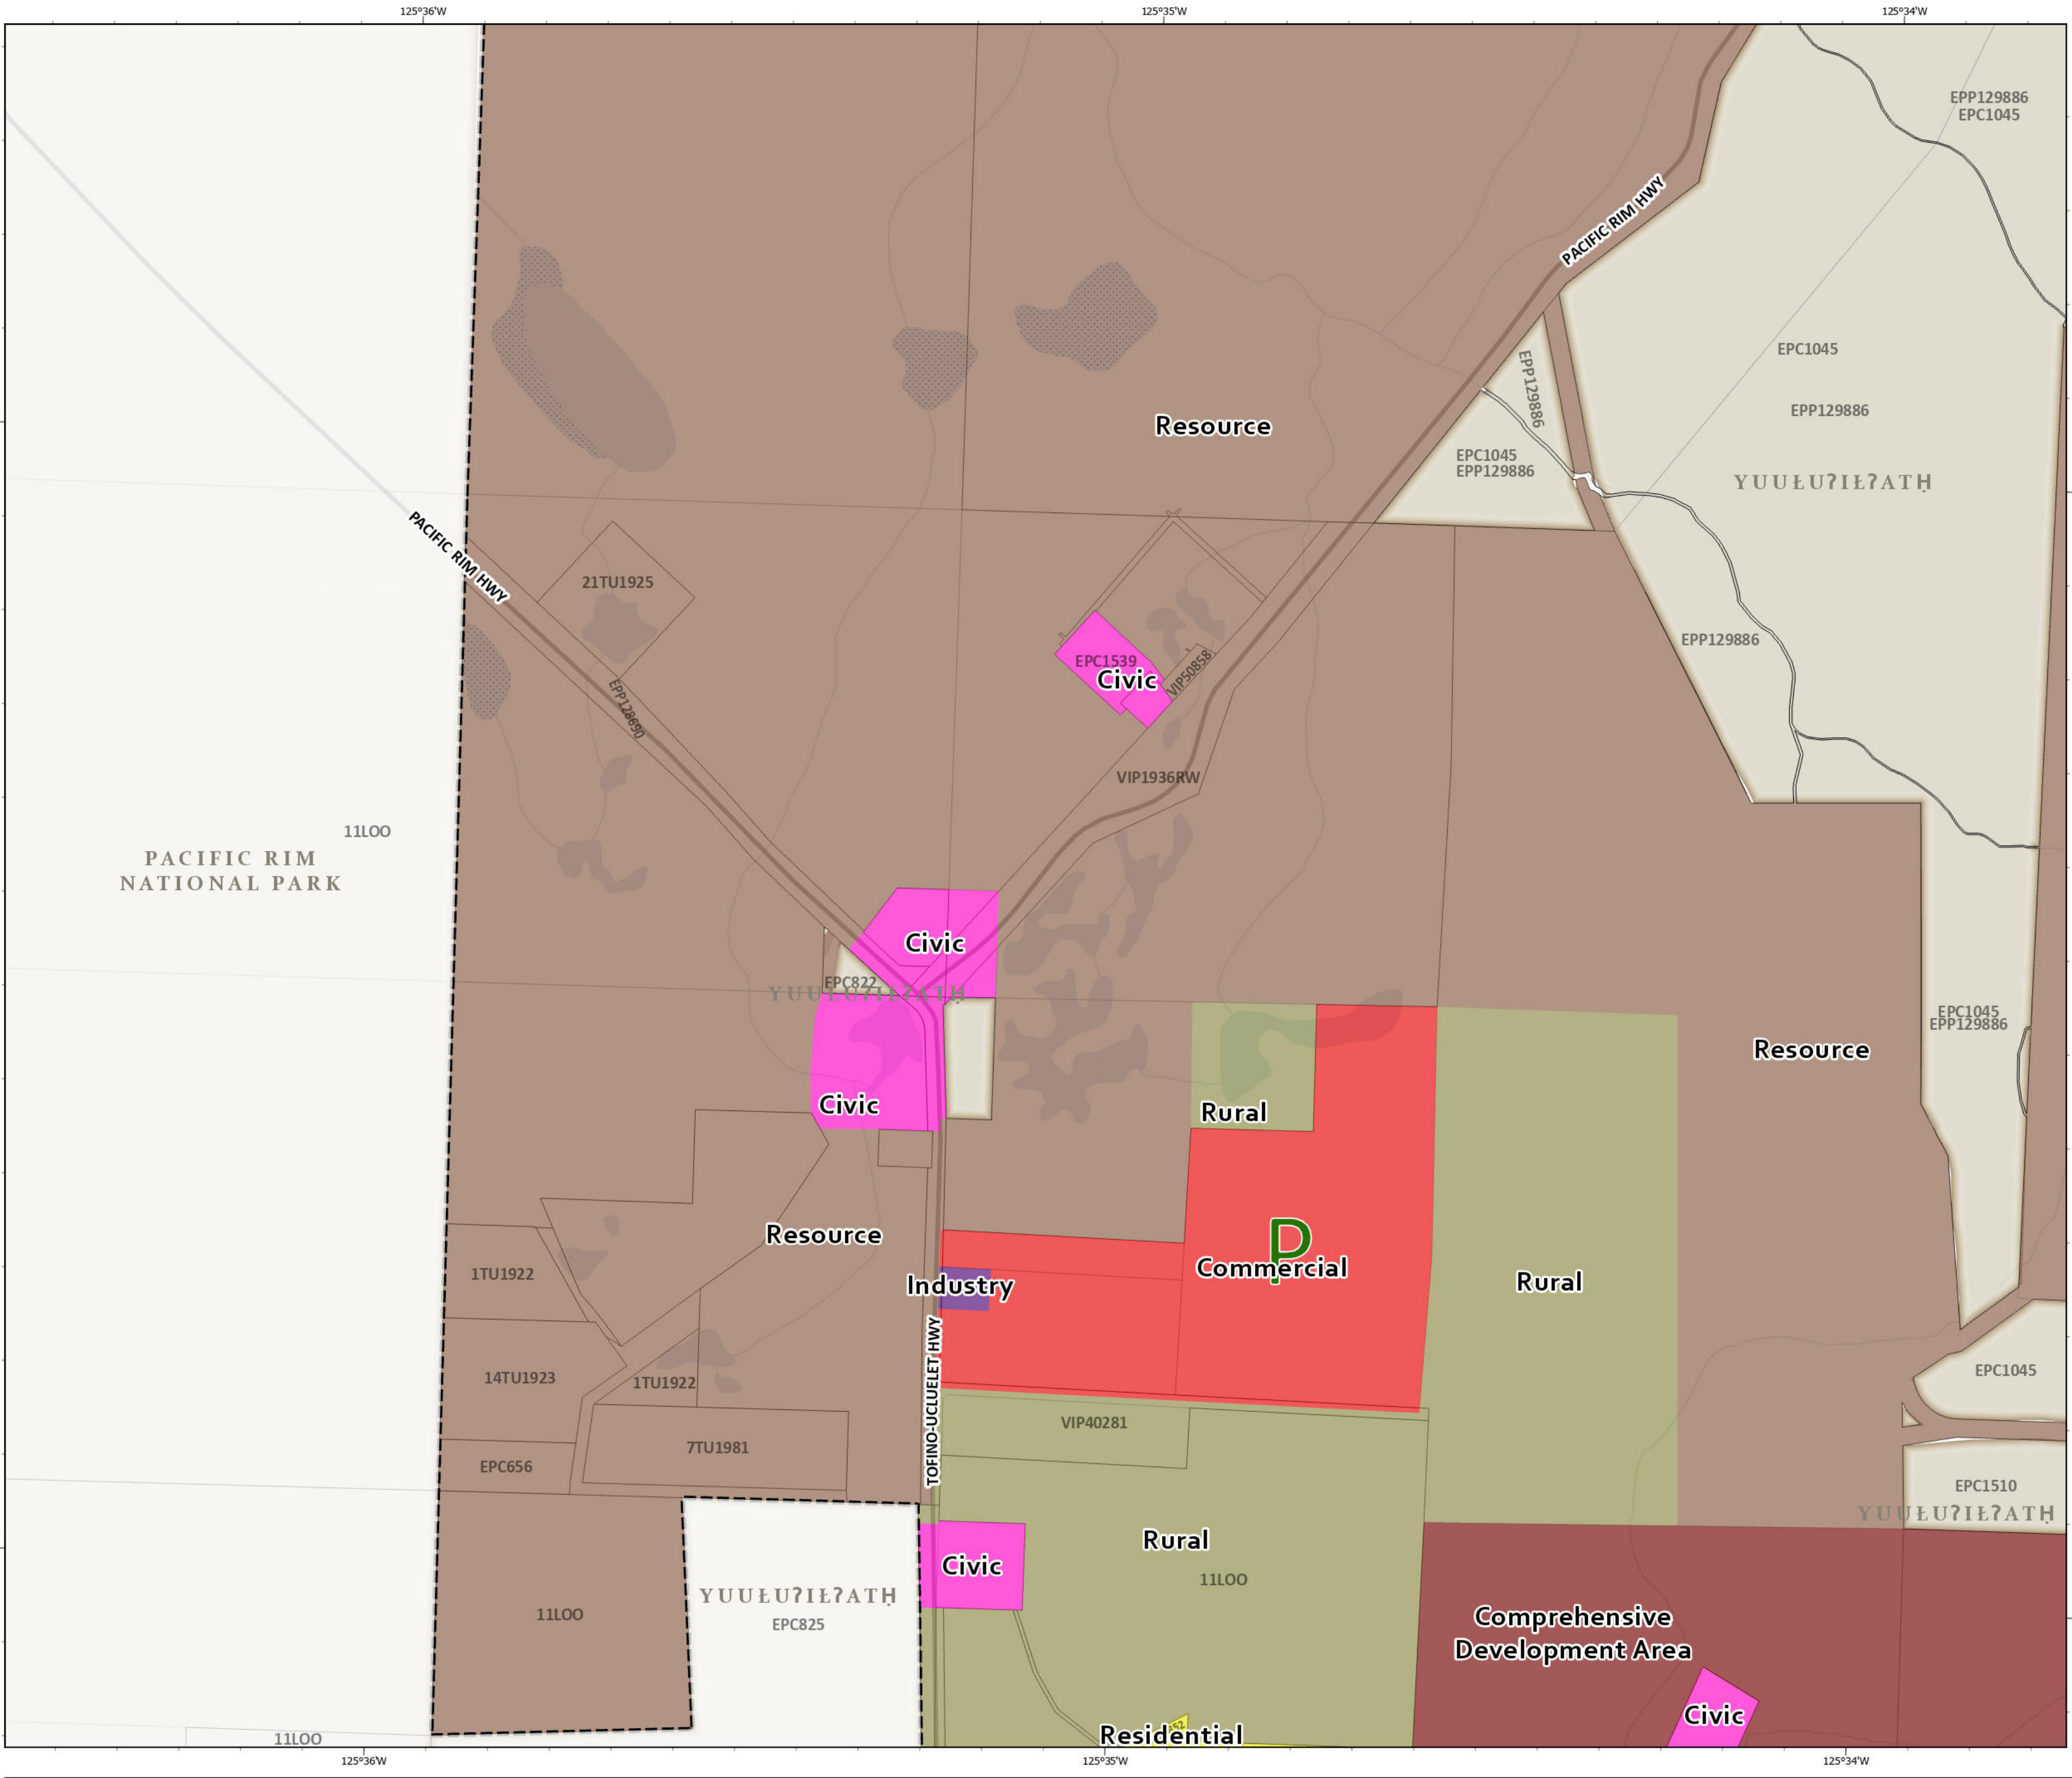 125°36'W
125°35'W
125°34'W
EPP129886
EPC1045
PACIFIC RIM HWY
EPC1045
EPP129886
EPP129886
Resource
EPC1045
EPP129886
YUUŁUʔIŁʔATḤ
PACIFIC RIM HWY
21TU1925
EPP129886
EPC1539
Civic
VIP50858
EPP128690
VIP1936RW
11LOO
PACIFIC RIM
NATIONAL PARK
Civic
EPC822
YUUŁUʔIŁʔATḤ
EPC1045
EPP129886
Resource
Civic
Rural
Resource
P
Commercial
1TU1922
Industry
Rural
TOFINO-UCLUELET HWY
EPC1045
14TU1923
1TU1922
VIP40281
7TU1981
EPC656
EPC1510
YUUŁUʔIŁʔATḤ
Rural
Civic
11LOO
YUUŁUʔIŁʔATḤ
EPC825
11LOO
Comprehensive
Development Area
Civic
Residential
11LOO
125°36'W
125°35'W
125°34'W